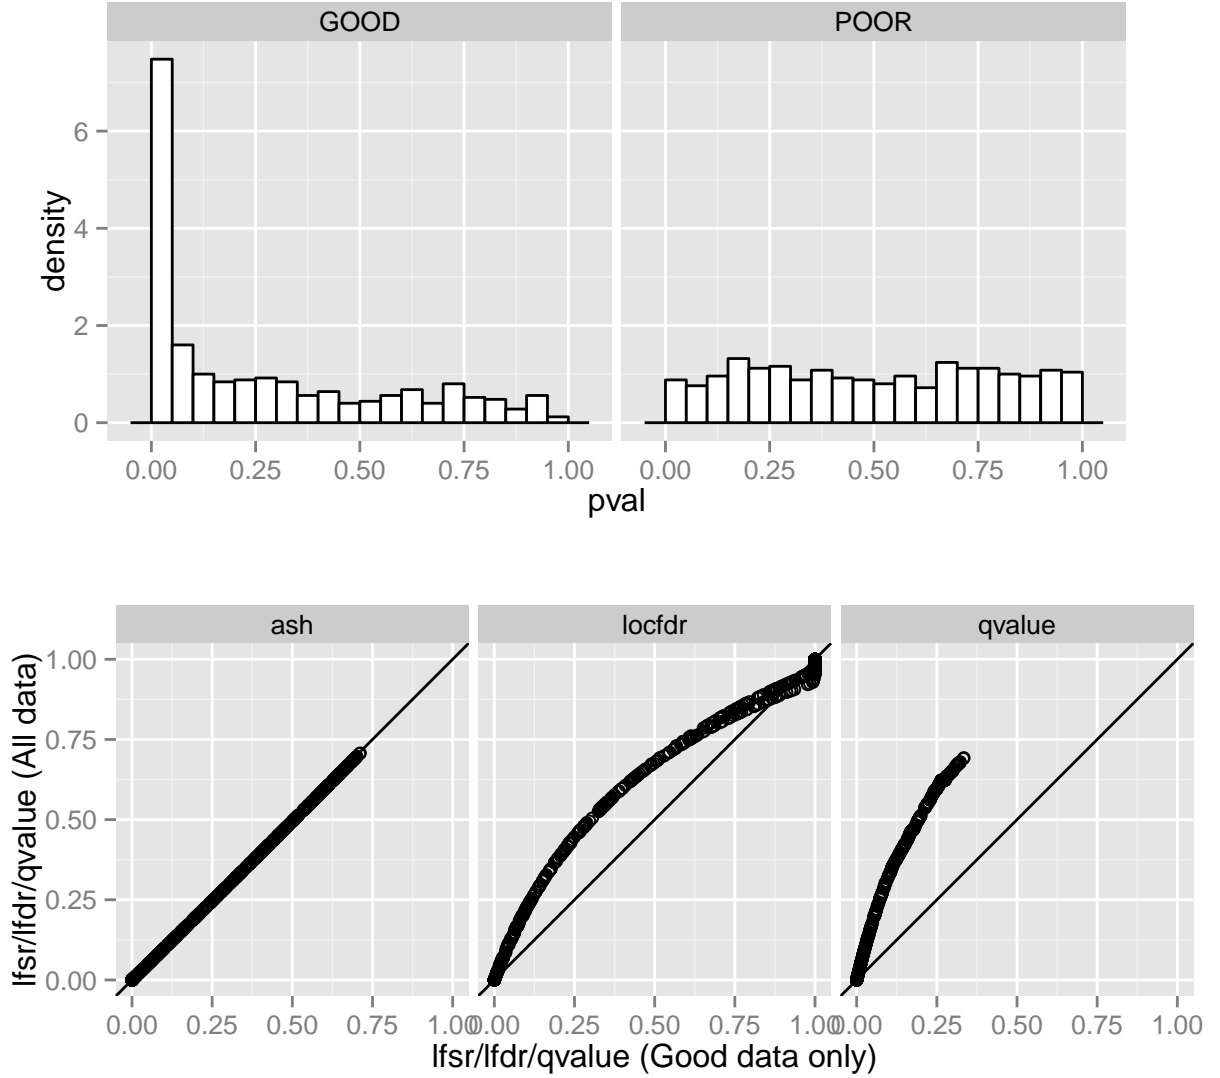 GOOD POOR
6
4
2
0
density
0.00 0.25 0.50 0.75 1.00 0.00 0.25 0.50 0.75 1.00
pval
ash locfdr qvalue
1.00
0.75
0.50
0.25
0.00
lfsr/lfdr/qvalue (All data)
0.00 0.25 0.50 0.75 1.00 0.00 0.25 0.50 0.75 1.00 0.00 0.25 0.50 0.75 1.00
lfsr/lfdr/qvalue (Good data only)